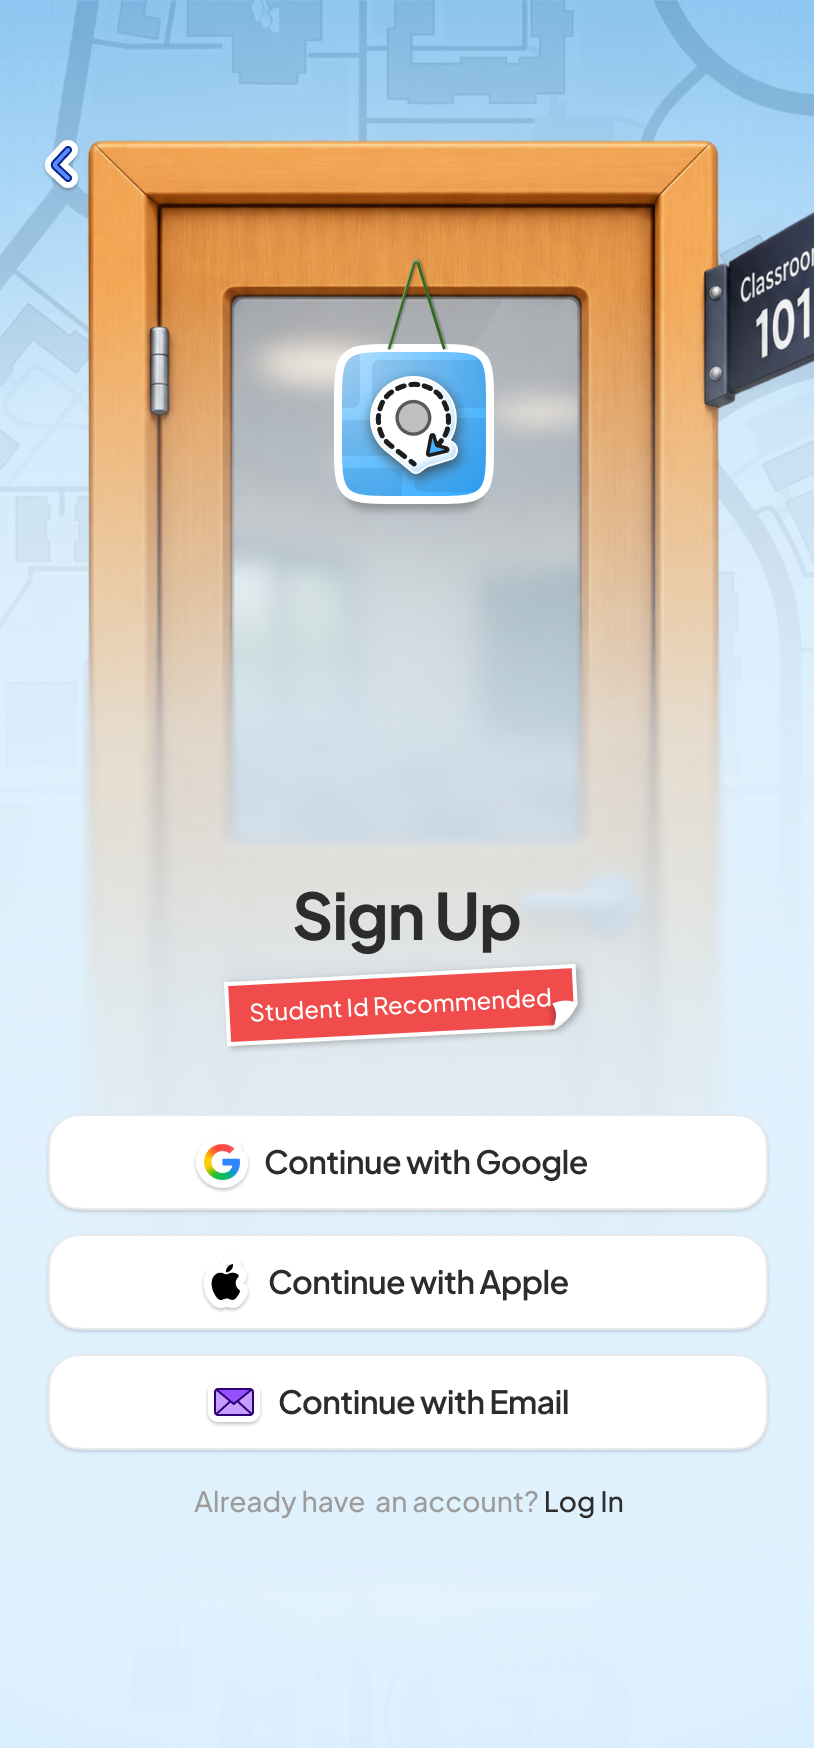 Classroo
101
Sign Up
Student Id Recommended
Continue with Google
Continue with Apple
Continue with Email
Already have an account? Log In